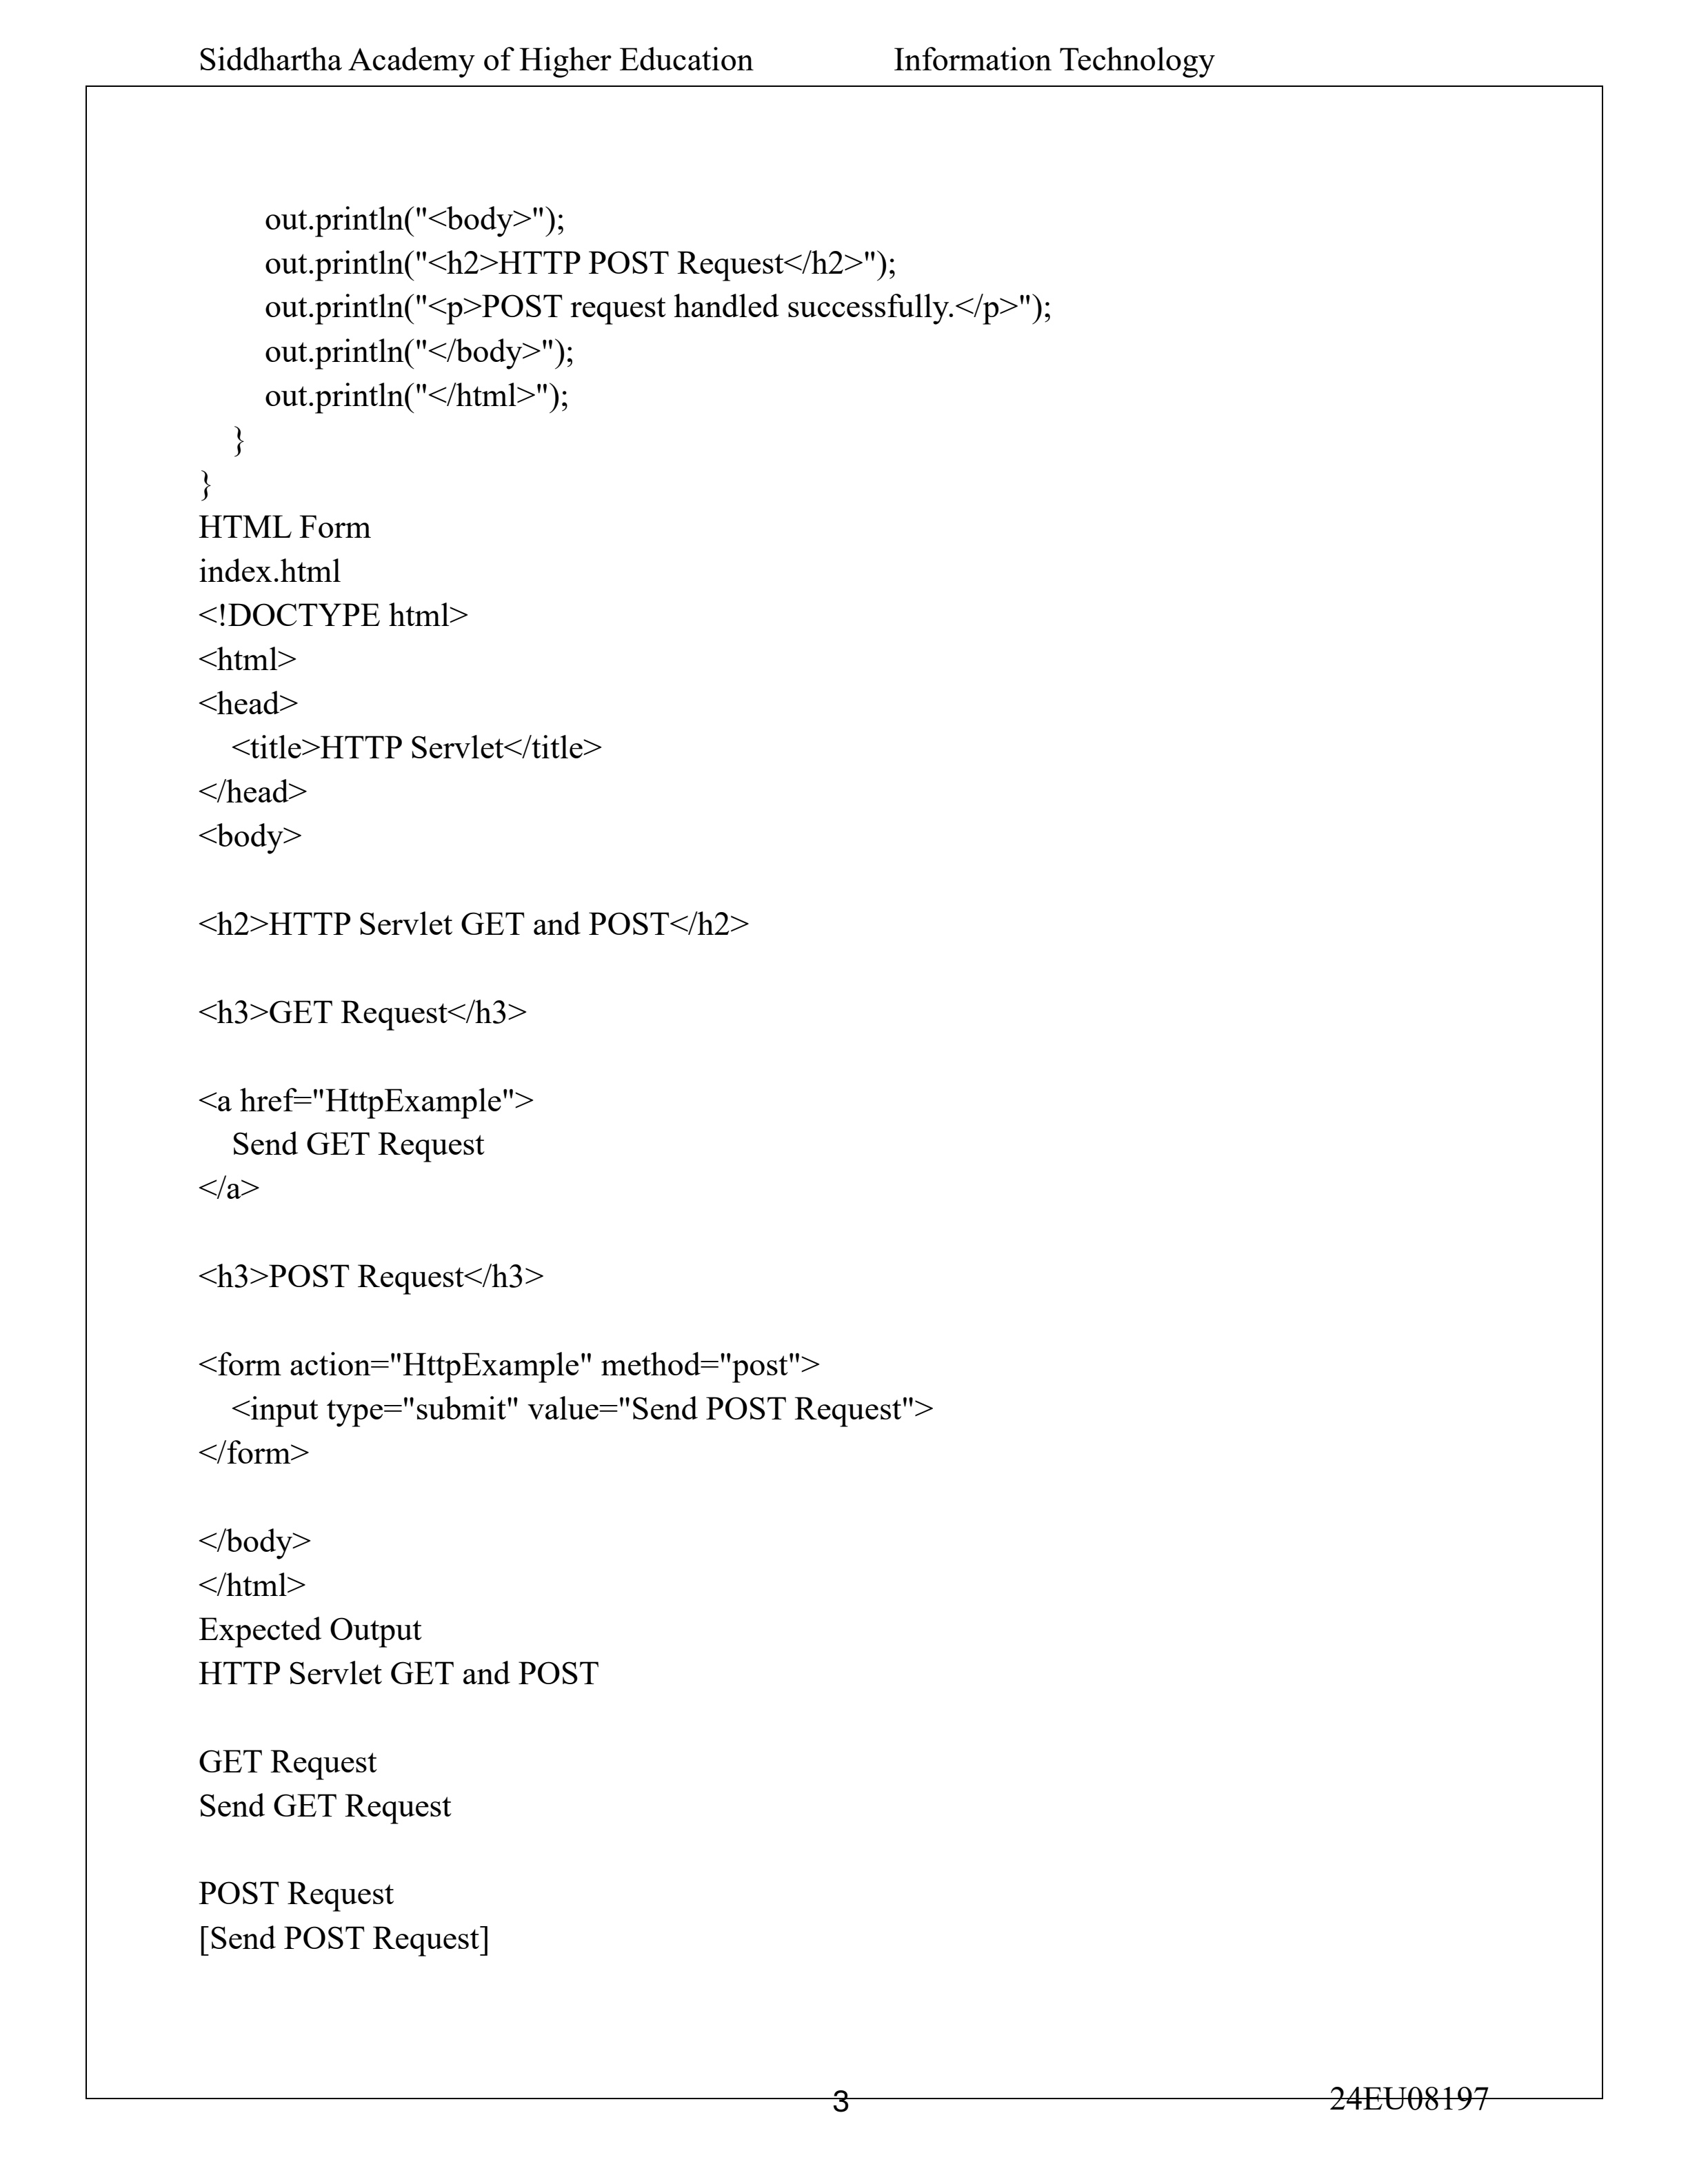 Siddhartha Academy of Higher Education Information Technology
out.println("<body>");
out.println("<h2>HTTP POST Request</h2>");
out.println("<p>POST request handled successfully.</p>");
out.println("</body>");
out.println("</html>");
}
}
HTML Form
index.html
<!DOCTYPE html>
<html>
<head>
<title>HTTP Servlet</title>
</head>
<body>
<h2>HTTP Servlet GET and POST</h2>
<h3>GET Request</h3>
<a href="HttpExample">
Send GET Request
</a>
<h3>POST Request</h3>
<form action="HttpExample" method="post">
<input type="submit" value="Send POST Request">
</form>
</body>
</html>
Expected Output
HTTP Servlet GET and POST
GET Request
Send GET Request
POST Request
[Send POST Request]
3 24EU08197